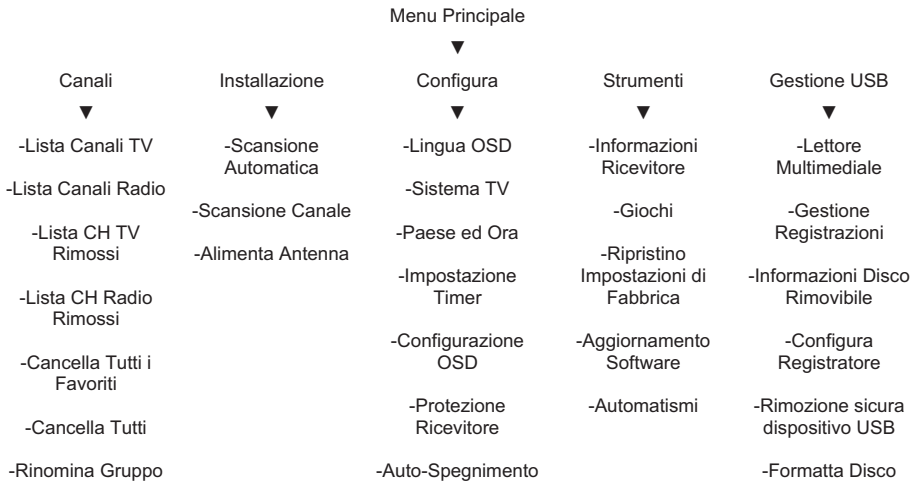 Menu Principale
▼
Canali
▼
-Lista Canali TV
-Lista Canali Radio
-Lista CH TV
Rimossi
-Lista CH Radio
Rimossi
-Cancella Tutti i
Favoriti
-Cancella Tutti
-Rinomina Gruppo
Installazione
▼
-Scansione
Automatica
-Scansione Canale
-Alimenta Antenna
Configura
▼
-Lingua OSD
-Sistema TV
-Paese ed Ora
-Impostazione
Timer
-Configurazione
OSD
-Protezione
Ricevitore
-Auto-Spegnimento
Strumenti
▼
-Informazioni
Ricevitore
-Giochi
-Ripristino
Impostazioni di
Fabbrica
-Aggiornamento
Software
-Automatismi
Gestione USB
▼
-Lettore
Multimediale
-Gestione
Registrazioni
-Informazioni Disco
Rimovibile
-Configura
Registratore
-Rimozione sicura
dispositivo USB
-Formatta Disco